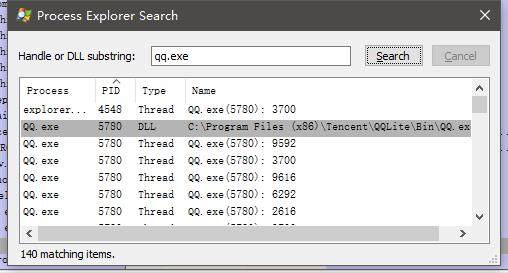 Process Explorer Search
Handle or DLL substring: qq.exe Search Cancel
Process PID Type Name
explorer... 4548 Thread QQ.exe(5780): 3700
QQ.exe 5780 DLL C:\Program Files (x86)\Tencent\QQLite\Bin\QQ.ex
QQ.exe 5780 Thread QQ.exe(5780): 9592
QQ.exe 5780 Thread QQ.exe(5780): 3700
QQ.exe 5780 Thread QQ.exe(5780): 9616
QQ.exe 5780 Thread QQ.exe(5780): 6292
QQ.exe 5780 Thread QQ.exe(5780): 2616
140 matching items.